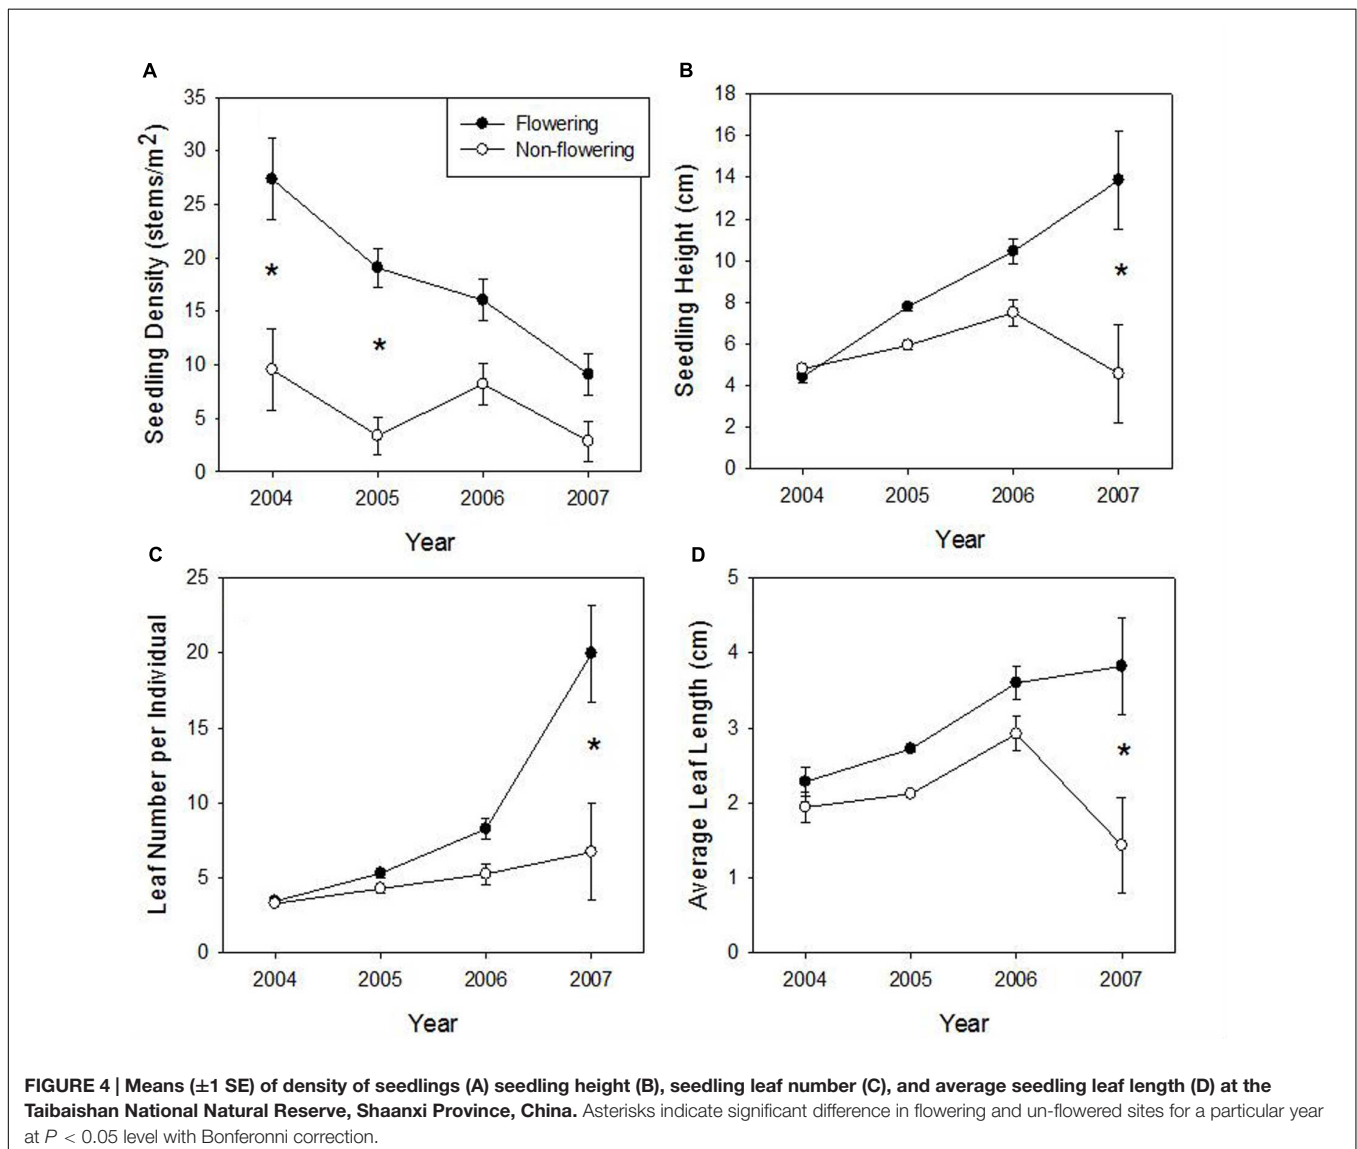 A
Seedling Density (stems/m2)
35
30
25
20
15
10
5
0
Flowering
Non-flowering
*
*
2004 2005 2006 2007
Year
B
Seedling Height (cm)
18
16
14
12
10
8
6
4
2
0
*
2004 2005 2006 2007
Year
C
Leaf Number per Individual
25
20
15
10
5
0
*
2004 2005 2006 2007
Year
D
Average Leaf Length (cm)
5
4
3
2
1
0
*
2004 2005 2006 2007
Year
FIGURE 4 | Means (±1 SE) of density of seedlings (A) seedling height (B), seedling leaf number (C), and average seedling leaf length (D) at the
Taibaishan National Natural Reserve, Shaanxi Province, China. Asterisks indicate significant difference in flowering and un-flowered sites for a particular year
at P < 0.05 level with Bonferonni correction.